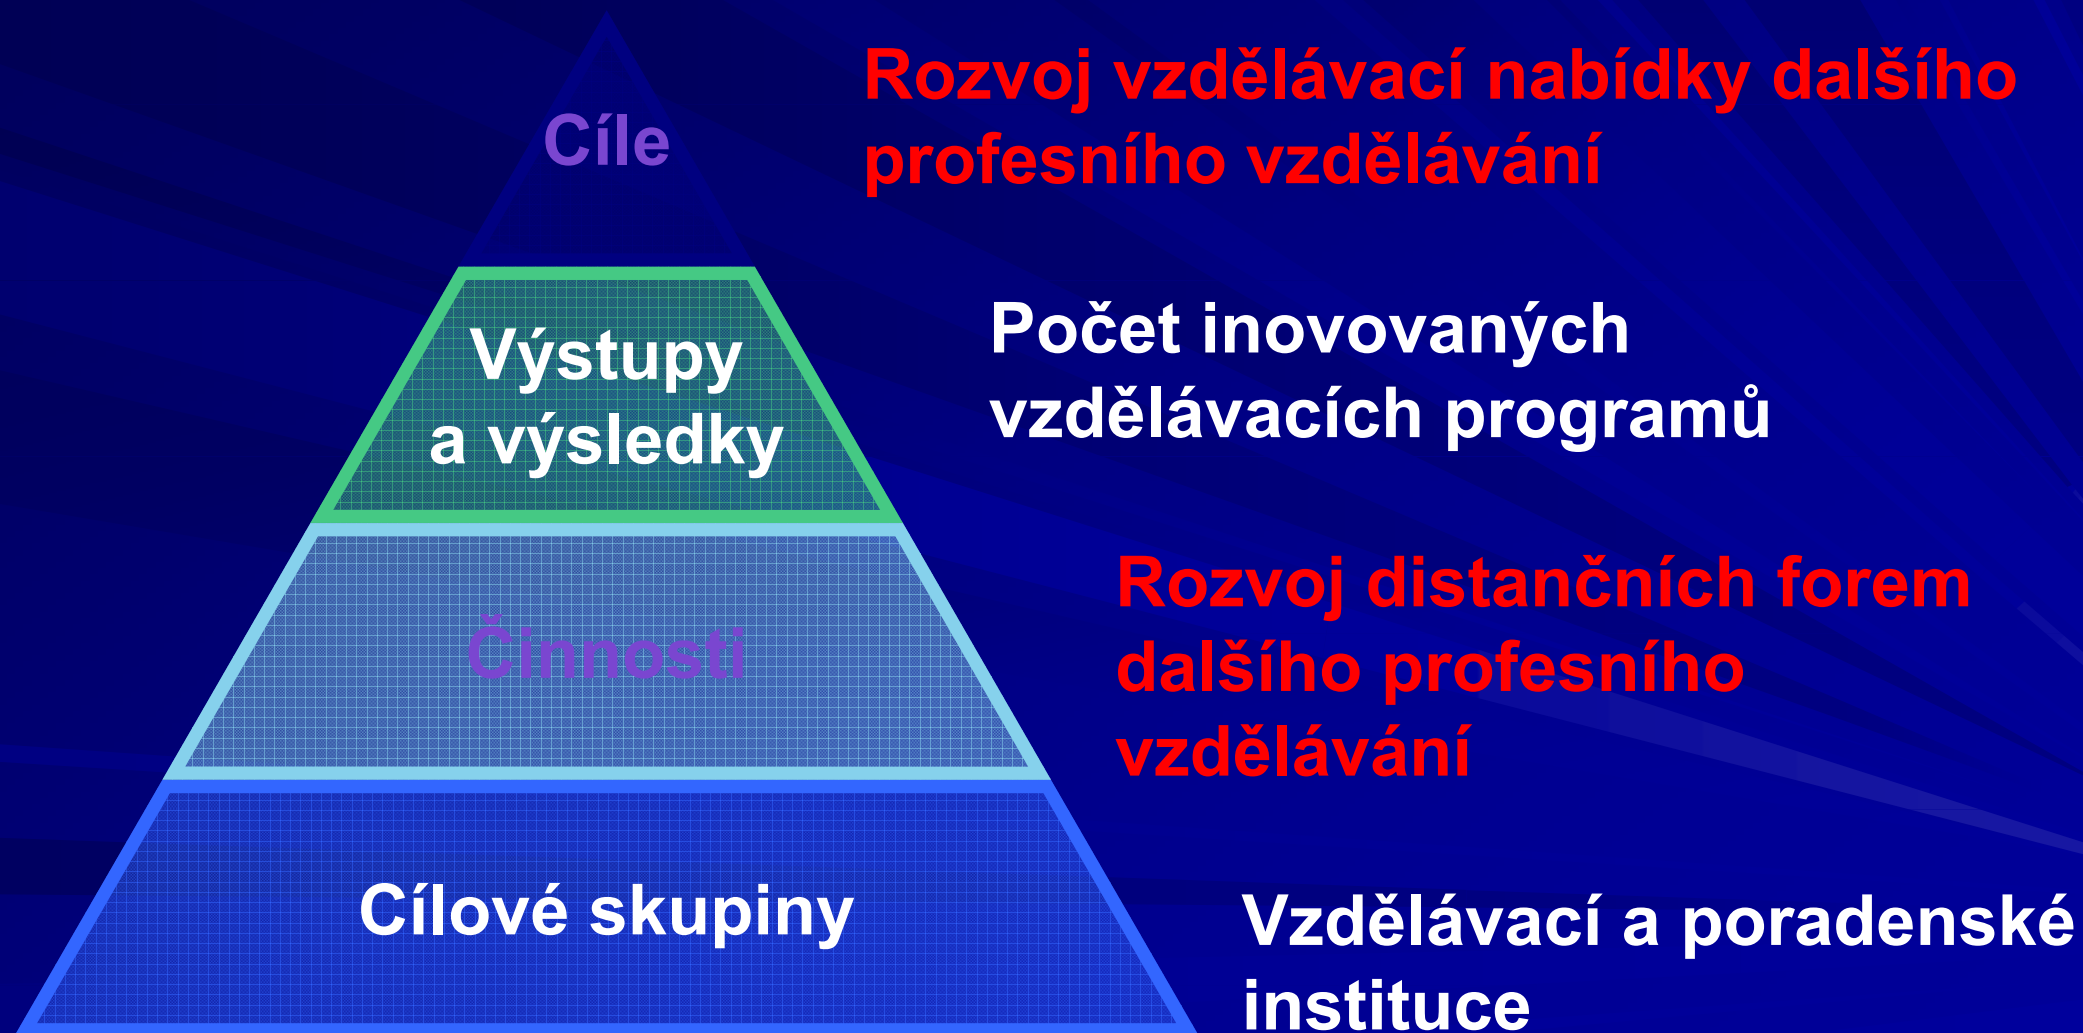 Cíle
Rozvoj vzdělávací nabídky dalšího
profesního vzdělávání
Výstupy
a výsledky
Počet inovovaných
vzdělávacích programů
Činnosti
Rozvoj distančních forem
dalšího profesního
vzdělávání
Cílové skupiny
Vzdělávací a poradenské
instituce